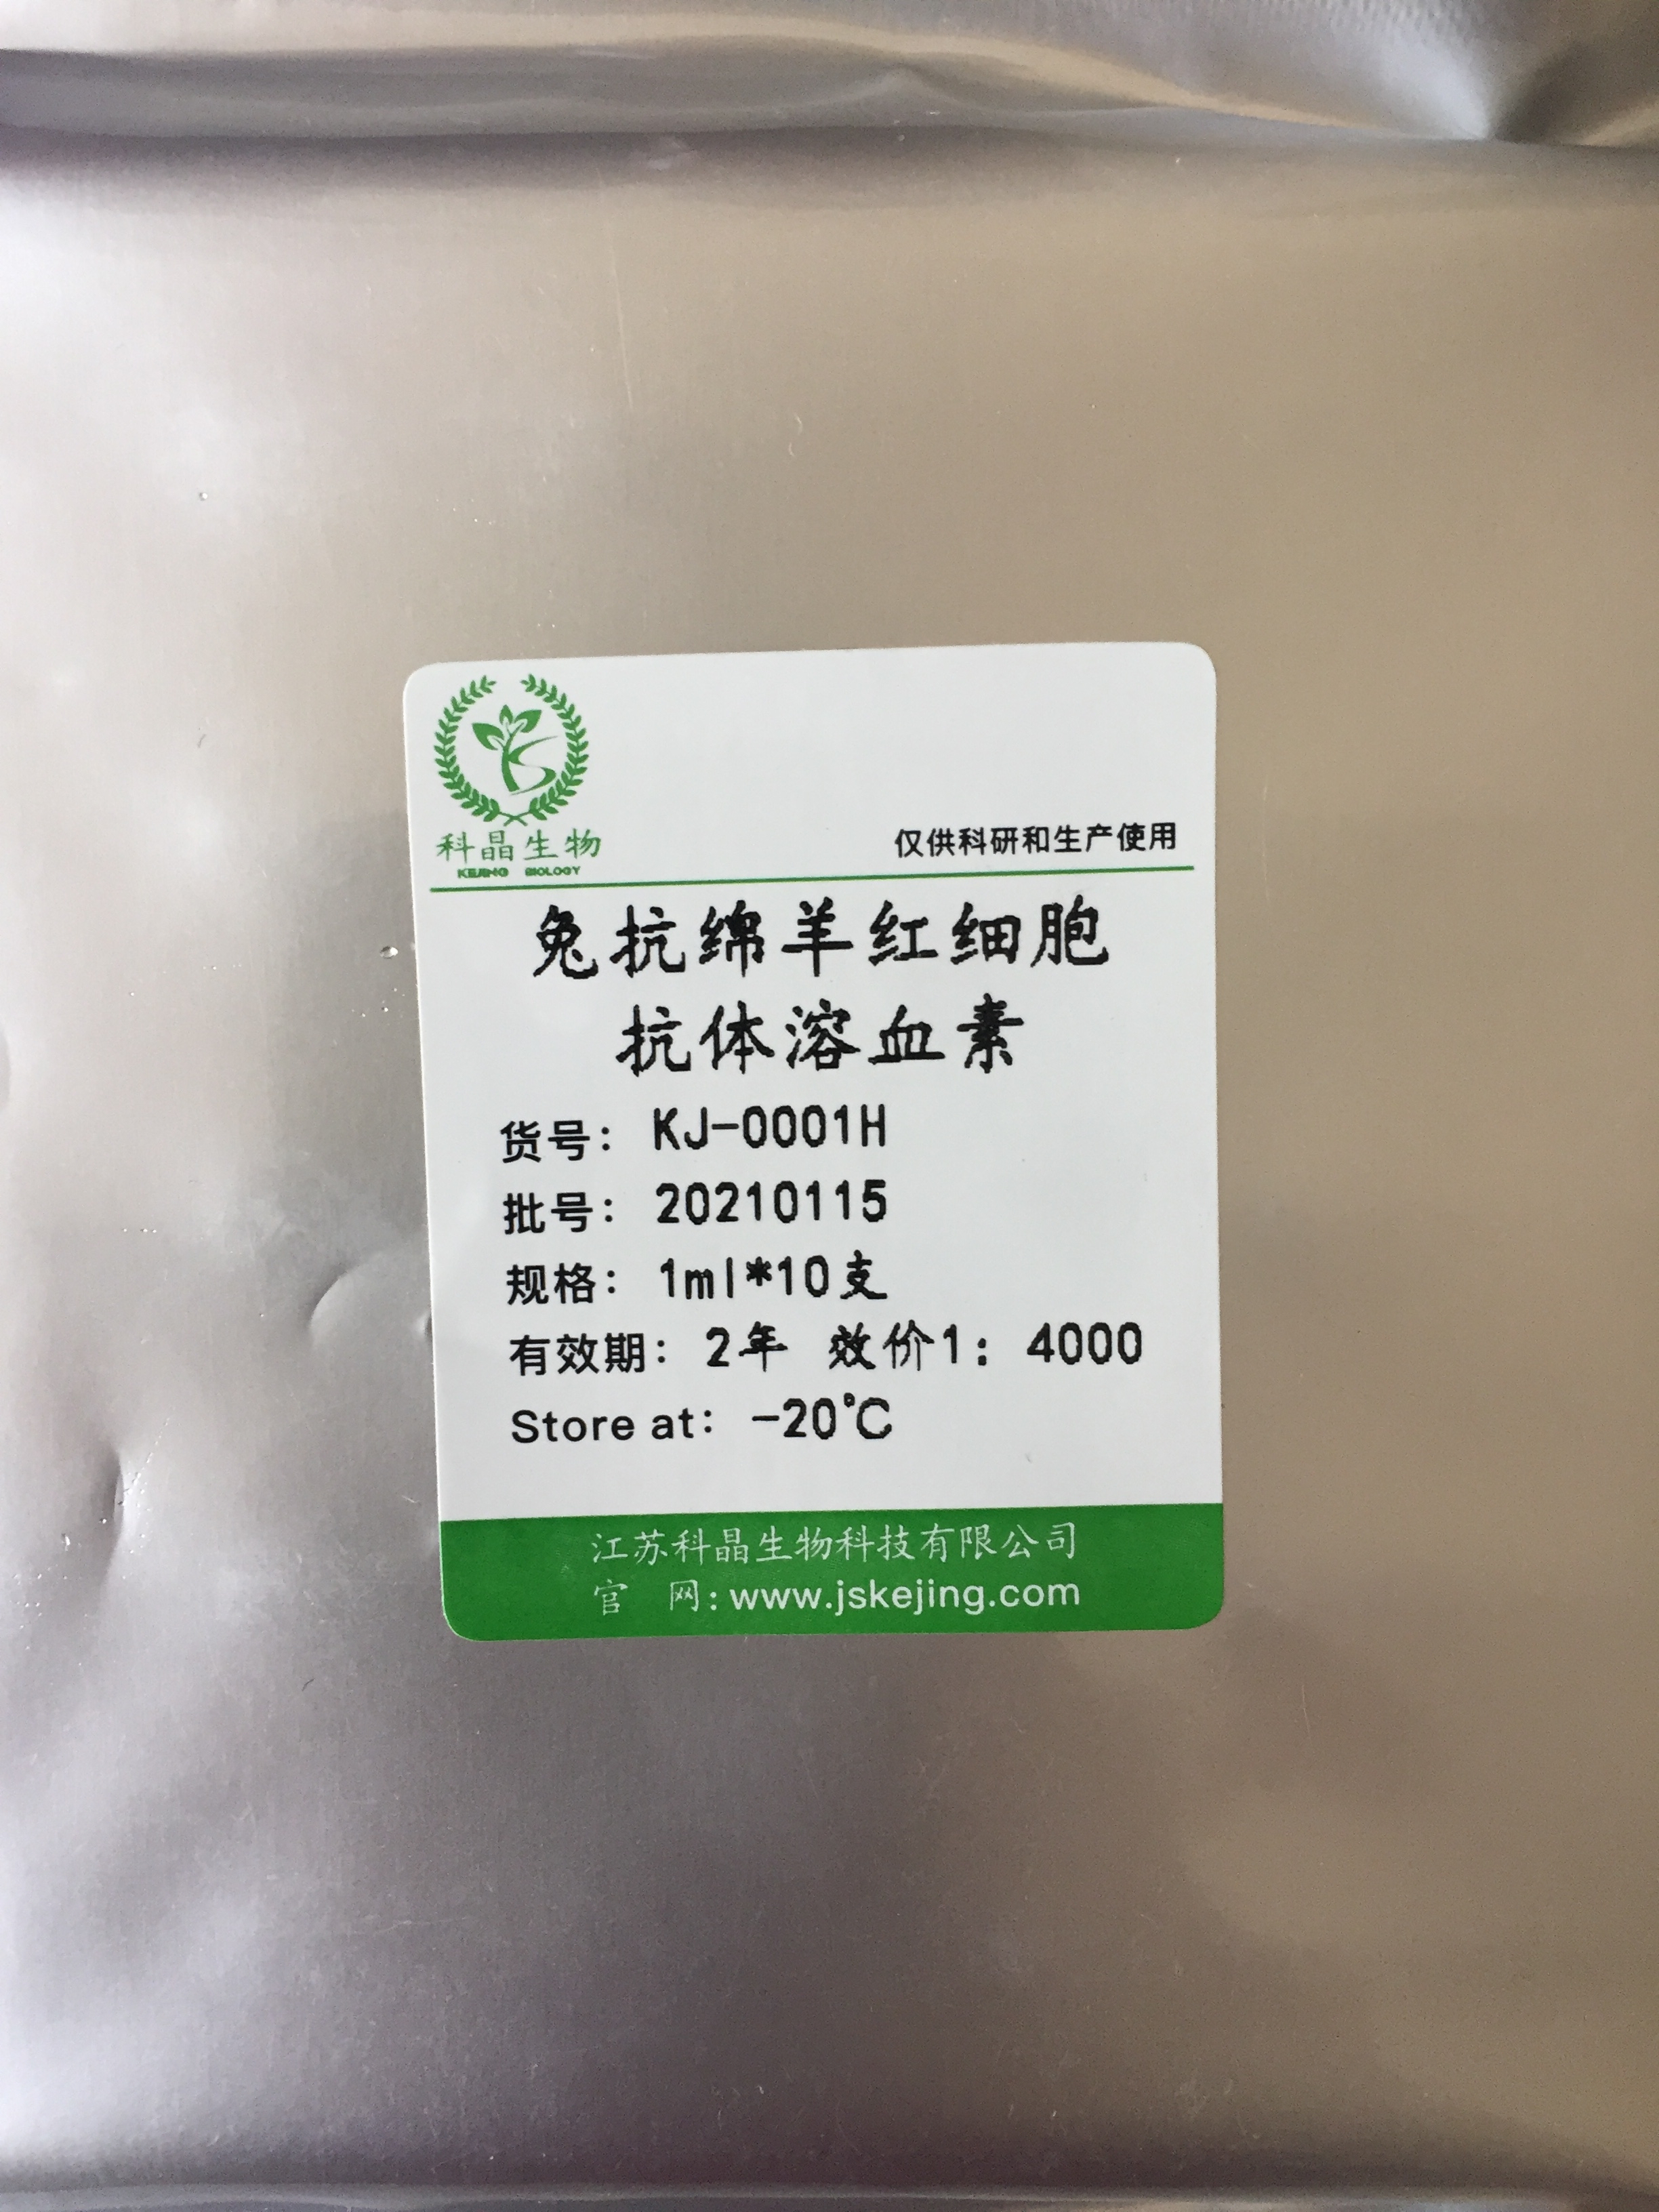 科晶生物
KEJING BIOLOGY
仅供科研和生产使用
兔抗绵羊红细胞
抗体溶血素
货号： KJ-0001H
批号： 20210115
规格： 1ml*10支
有效期： 2年 效价1：4000
Store at： -20℃
江苏科晶生物科技有限公司
官 网：www.jskejing.com